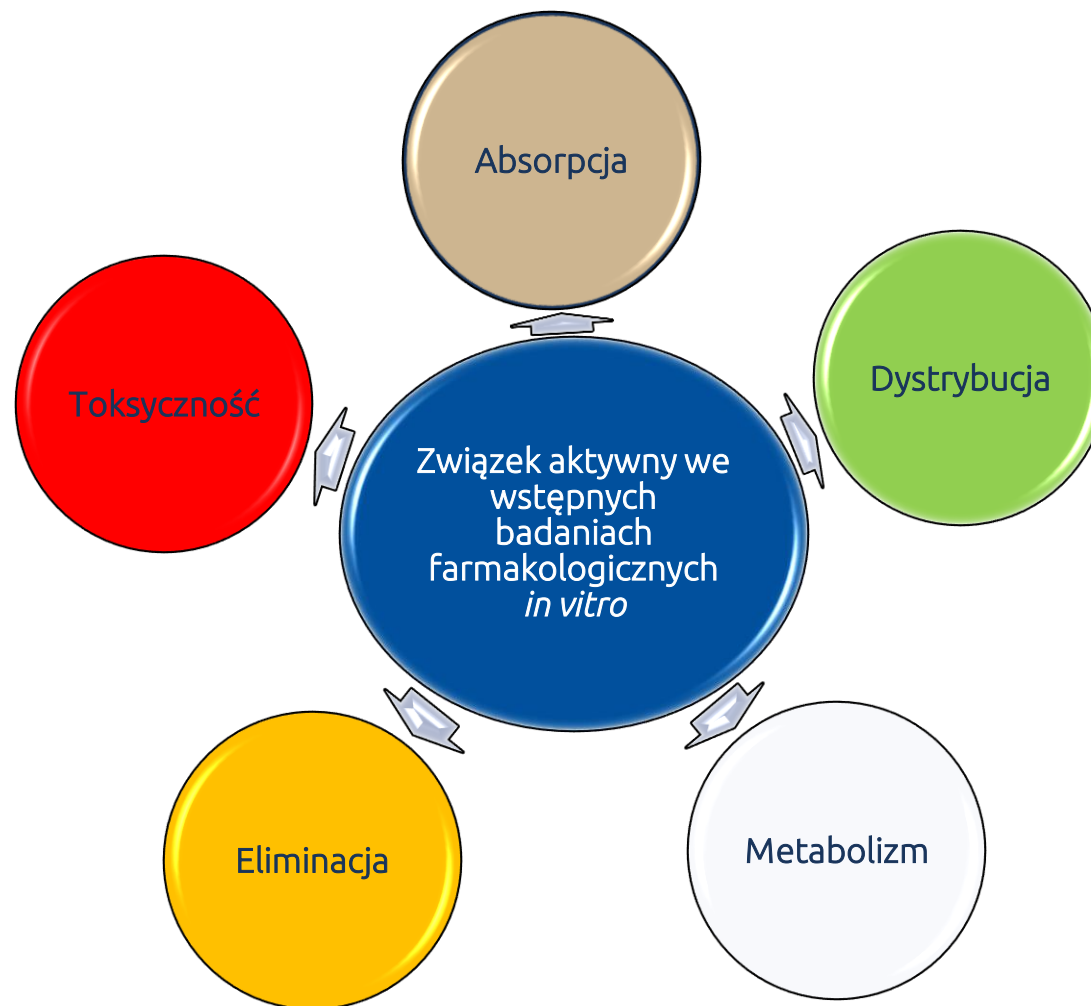 Absorpcja
Dystrybucja
Toksyczność
Związek aktywny we
wstępnych
badaniach
farmakologicznych
in vitro
Metabolizm
Eliminacja